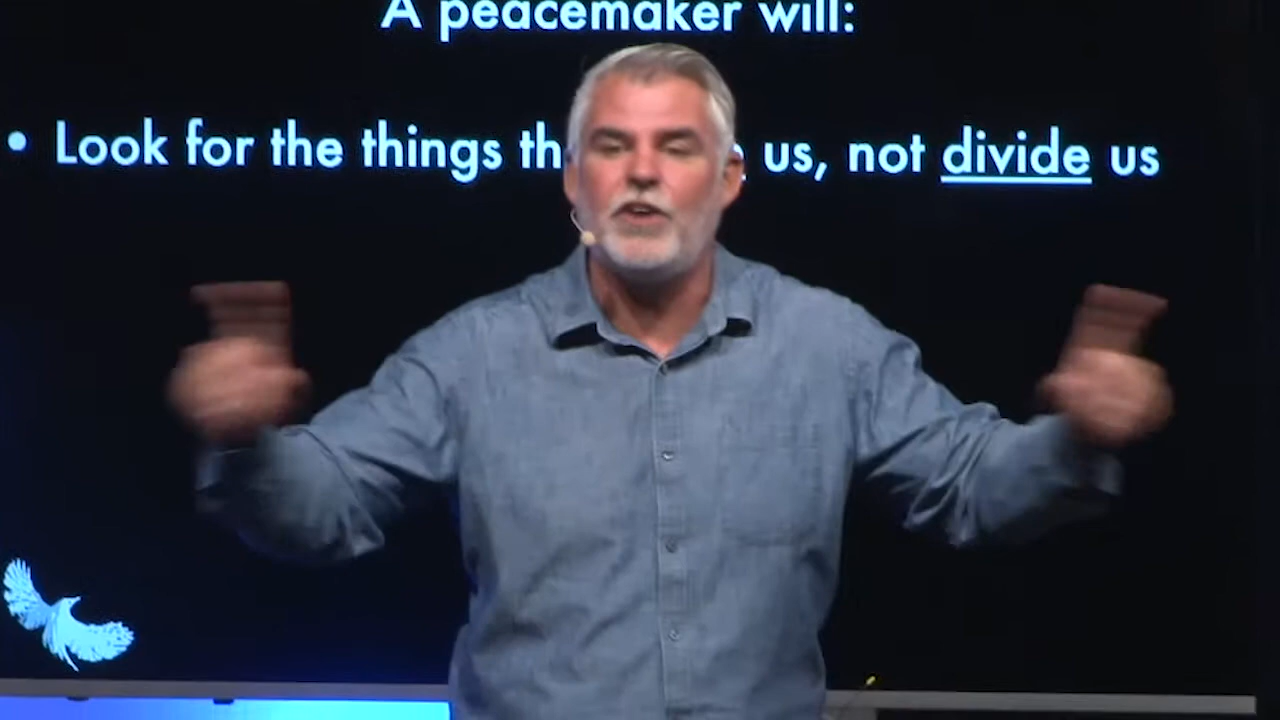 A peacemaker will:
• Look for the things th us, not divide us